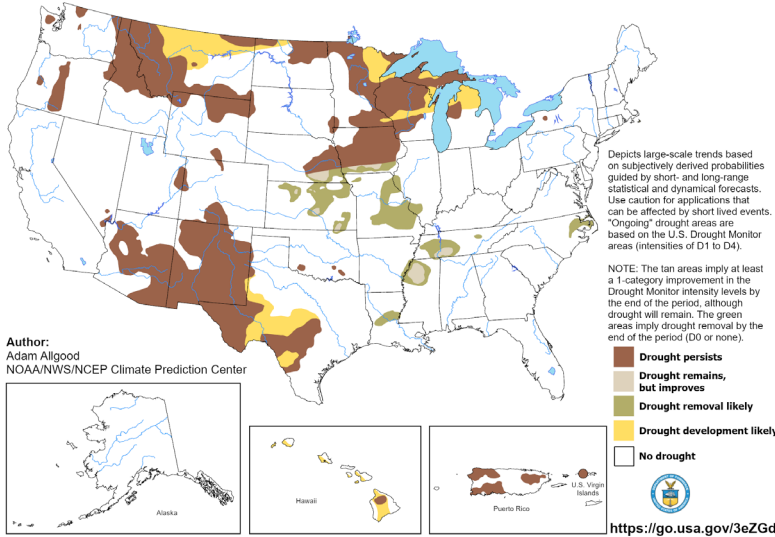 Depicts large-scale trends based
on subjectively derived probabilities
guided by short- and long-range
statistical and dynamical forecasts.
Use caution for applications that
can be affected by short lived events.
"Ongoing" drought areas are
based on the U.S. Drought Monitor
areas (intensities of D1 to D4).
NOTE: The tan areas imply at least
a 1-category improvement in the
Drought Monitor intensity levels by
the end of the period, although
drought will remain. The green
areas imply drought removal by the
end of the period (D0 or none).
Author:
Adam Allgood
NOAA/NWS/NCEP Climate Prediction Center
Drought persists
Drought remains,
but improves
Drought removal likely
Drought development likely
No drought
Alaska
Hawaii
Puerto Rico
U.S. Virgin
Islands
https://go.usa.gov/3eZGd